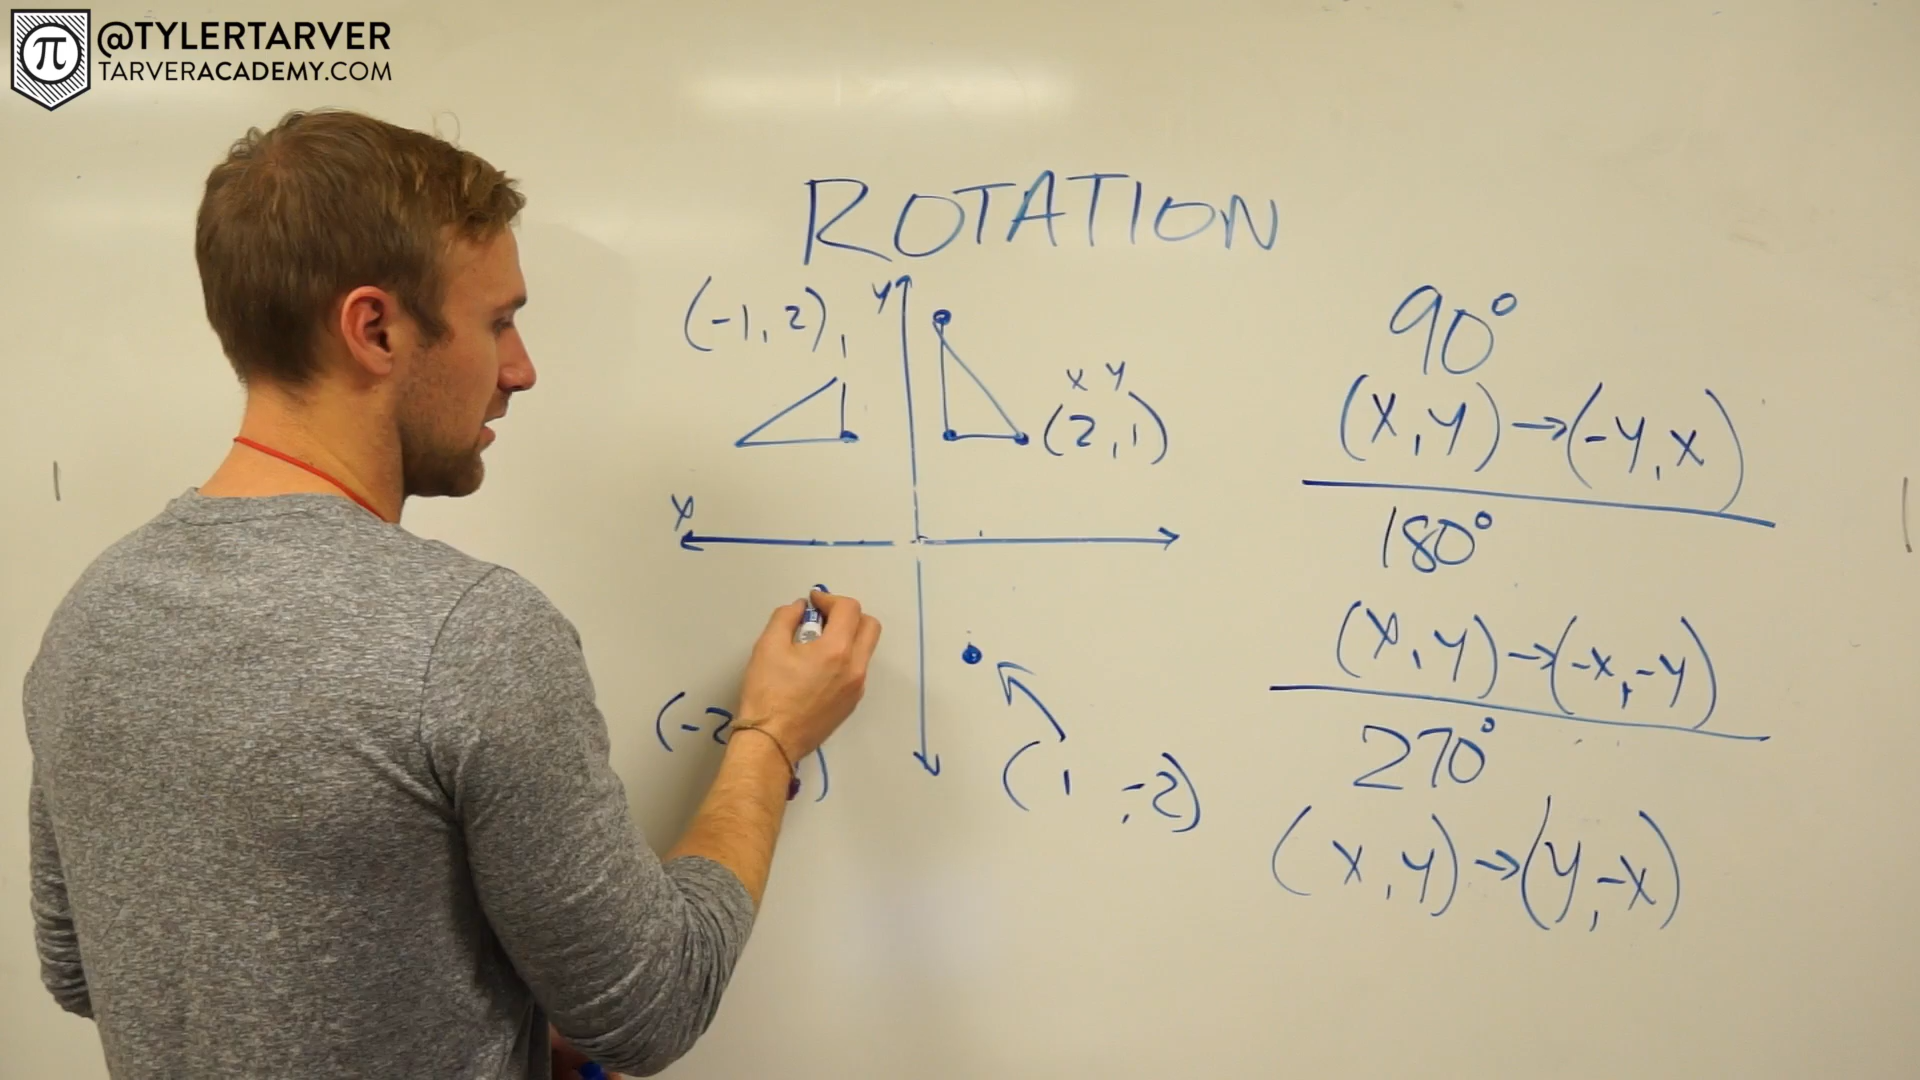 π
@TYLERTARVER
TARVERACADEMY.COM
ROTATION
(-1, 2)
y
x y
(2, 1)
x
(-2
)
(1 -2)
90°
(x, y) → (-y, x)
180°
(x, y) → (-x, -y)
270°
(x, y) → (y, -x)